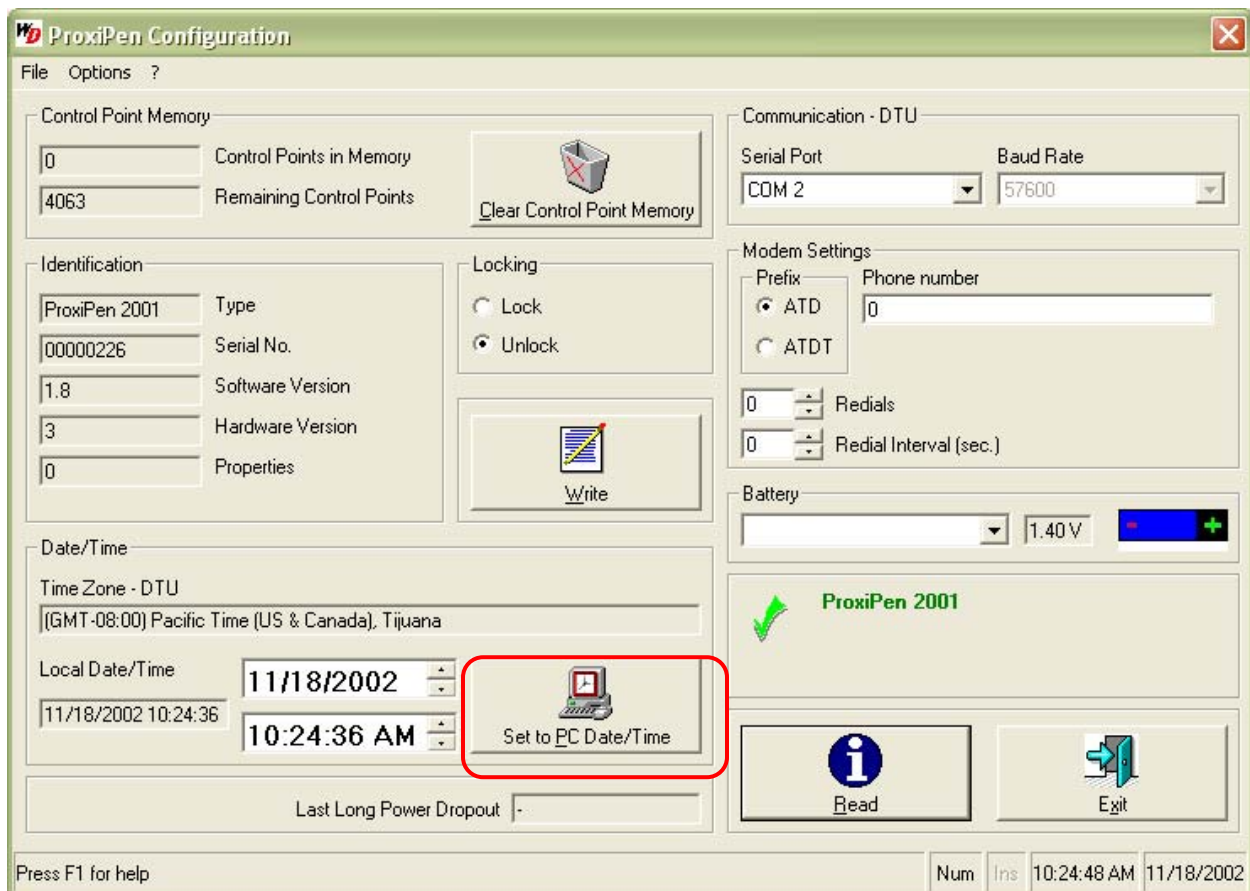 WD ProxiPen Configuration
File Options ?
Control Point Memory
0 Control Points in Memory
4063 Remaining Control Points
Clear Control Point Memory
Communication - DTU
Serial Port Baud Rate
COM 2 57600
Identification
ProxiPen 2001 Type
00000226 Serial No.
1.8 Software Version
3 Hardware Version
0 Properties
Locking
Lock
Unlock
Write
Modem Settings
Prefix Phone number
ATD 0
ATDT
0 Redials
0 Redial Interval (sec.)
Battery
1.40 V - +
Date/Time
Time Zone - DTU
(GMT-08:00) Pacific Time (US & Canada), Tijuana
Local Date/Time 11/18/2002
11/18/2002 10:24:36 10:24:36 AM
Set to PC Date/Time
ProxiPen 2001
Last Long Power Dropout -
Read Exit
Press F1 for help Num Ins 10:24:48 AM 11/18/2002